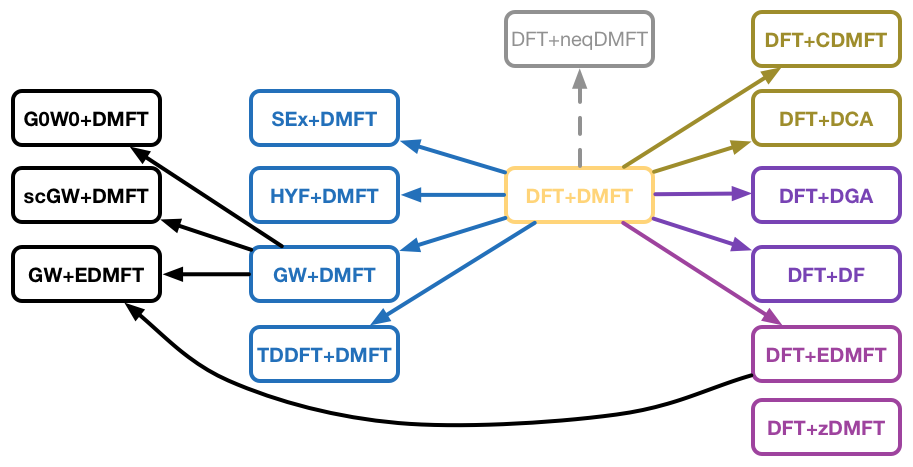 DFT+neqDMFT
DFT+CDMFT
G0W0+DMFT
SEx+DMFT
DFT+DCA
scGW+DMFT
HYF+DMFT
DFT+DMFT
DFT+DGA
GW+EDMFT
GW+DMFT
DFT+DF
TDDFT+DMFT
DFT+EDMFT
DFT+zDMFT